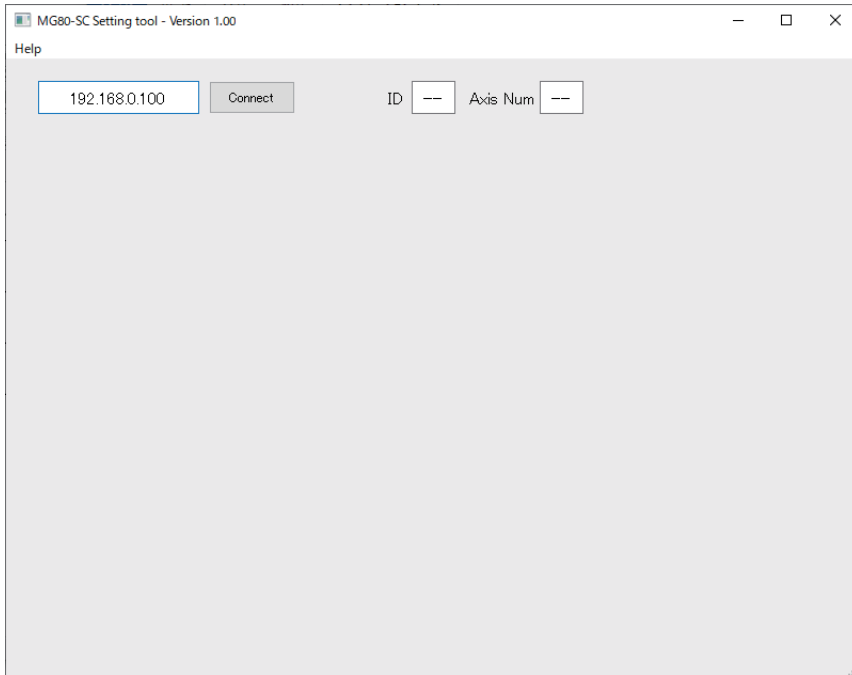 MG80-SC Setting tool - Version 1.00
Help
192.168.0.100 Connect ID -- Axis Num --